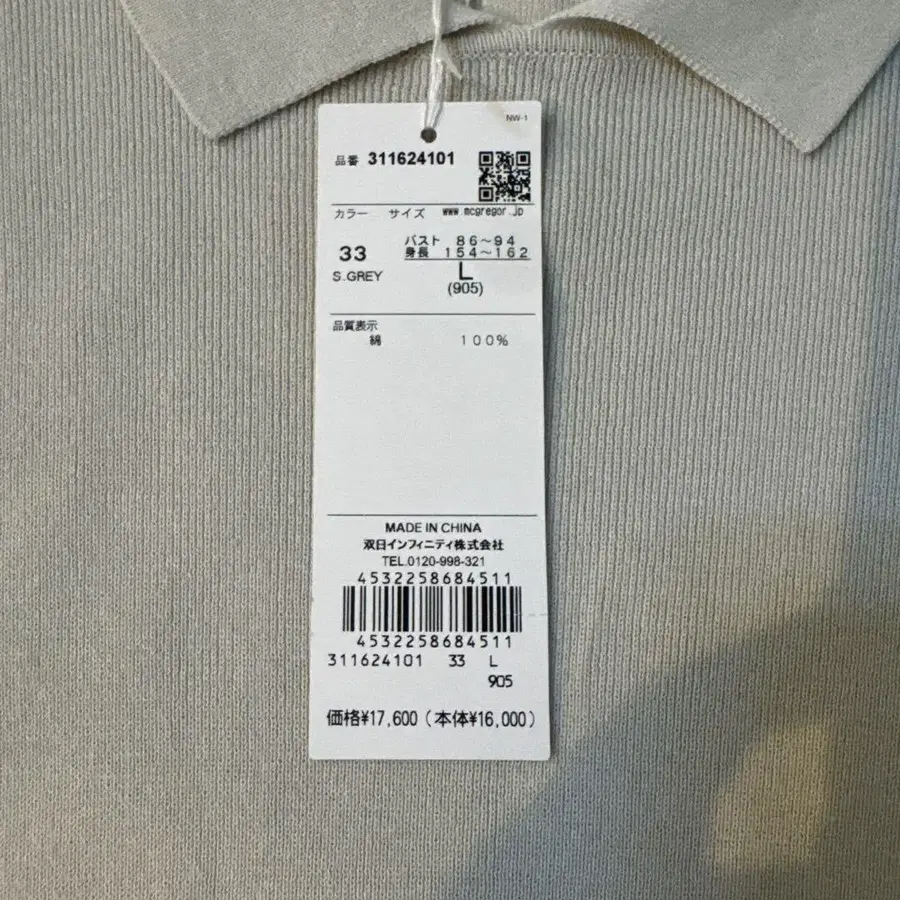 NW-1
品番 311624101
カラー サイズ www.mcgregor.jp
バスト 86～94
33 身長 154～162
S.GREY L
(905)
品質表示
綿 100%
MADE IN CHINA
双日インフィニティ株式会社
TEL.0120-998-321
4532258684511
4532258684511
311624101 33 L
905
価格¥17,600（本体¥16,000）